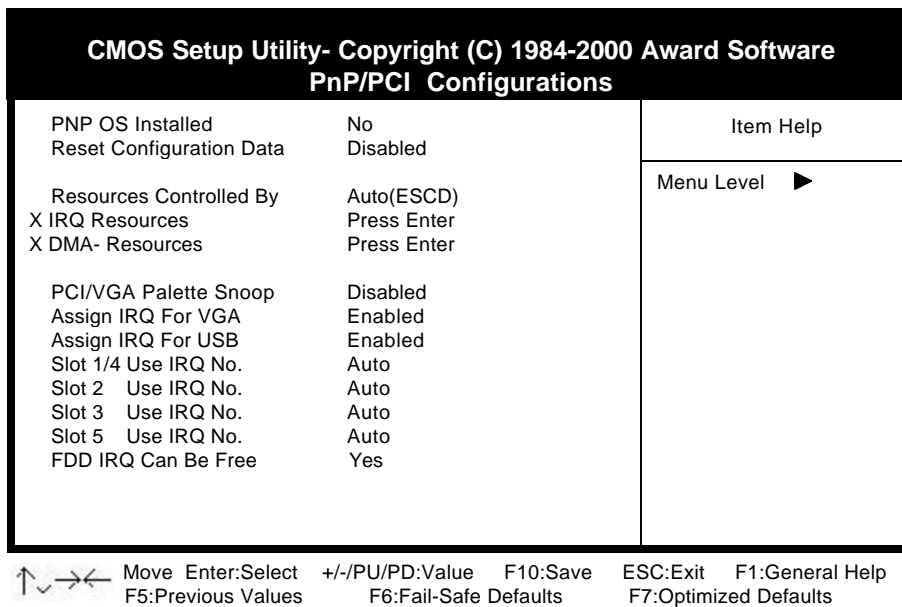 CMOS Setup Utility- Copyright (C) 1984-2000 Award Software
PnP/PCI Configurations
PNP OS Installed No
Reset Configuration Data Disabled
Resources Controlled By Auto(ESCD)
X IRQ Resources Press Enter
X DMA- Resources Press Enter
PCI/VGA Palette Snoop Disabled
Assign IRQ For VGA Enabled
Assign IRQ For USB Enabled
Slot 1/4 Use IRQ No. Auto
Slot 2 Use IRQ No. Auto
Slot 3 Use IRQ No. Auto
Slot 5 Use IRQ No. Auto
FDD IRQ Can Be Free Yes
Item Help
Menu Level ▶
Move Enter:Select +/-/PU/PD:Value F10:Save ESC:Exit F1:General Help
F5:Previous Values F6:Fail-Safe Defaults F7:Optimized Defaults